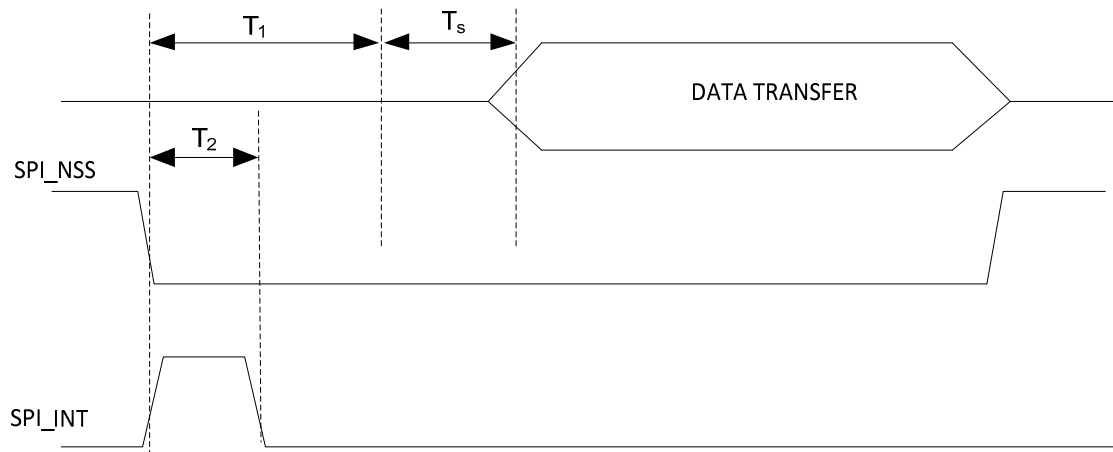 T₁
Tₛ
DATA TRANSFER
T₂
SPI_NSS
SPI_INT